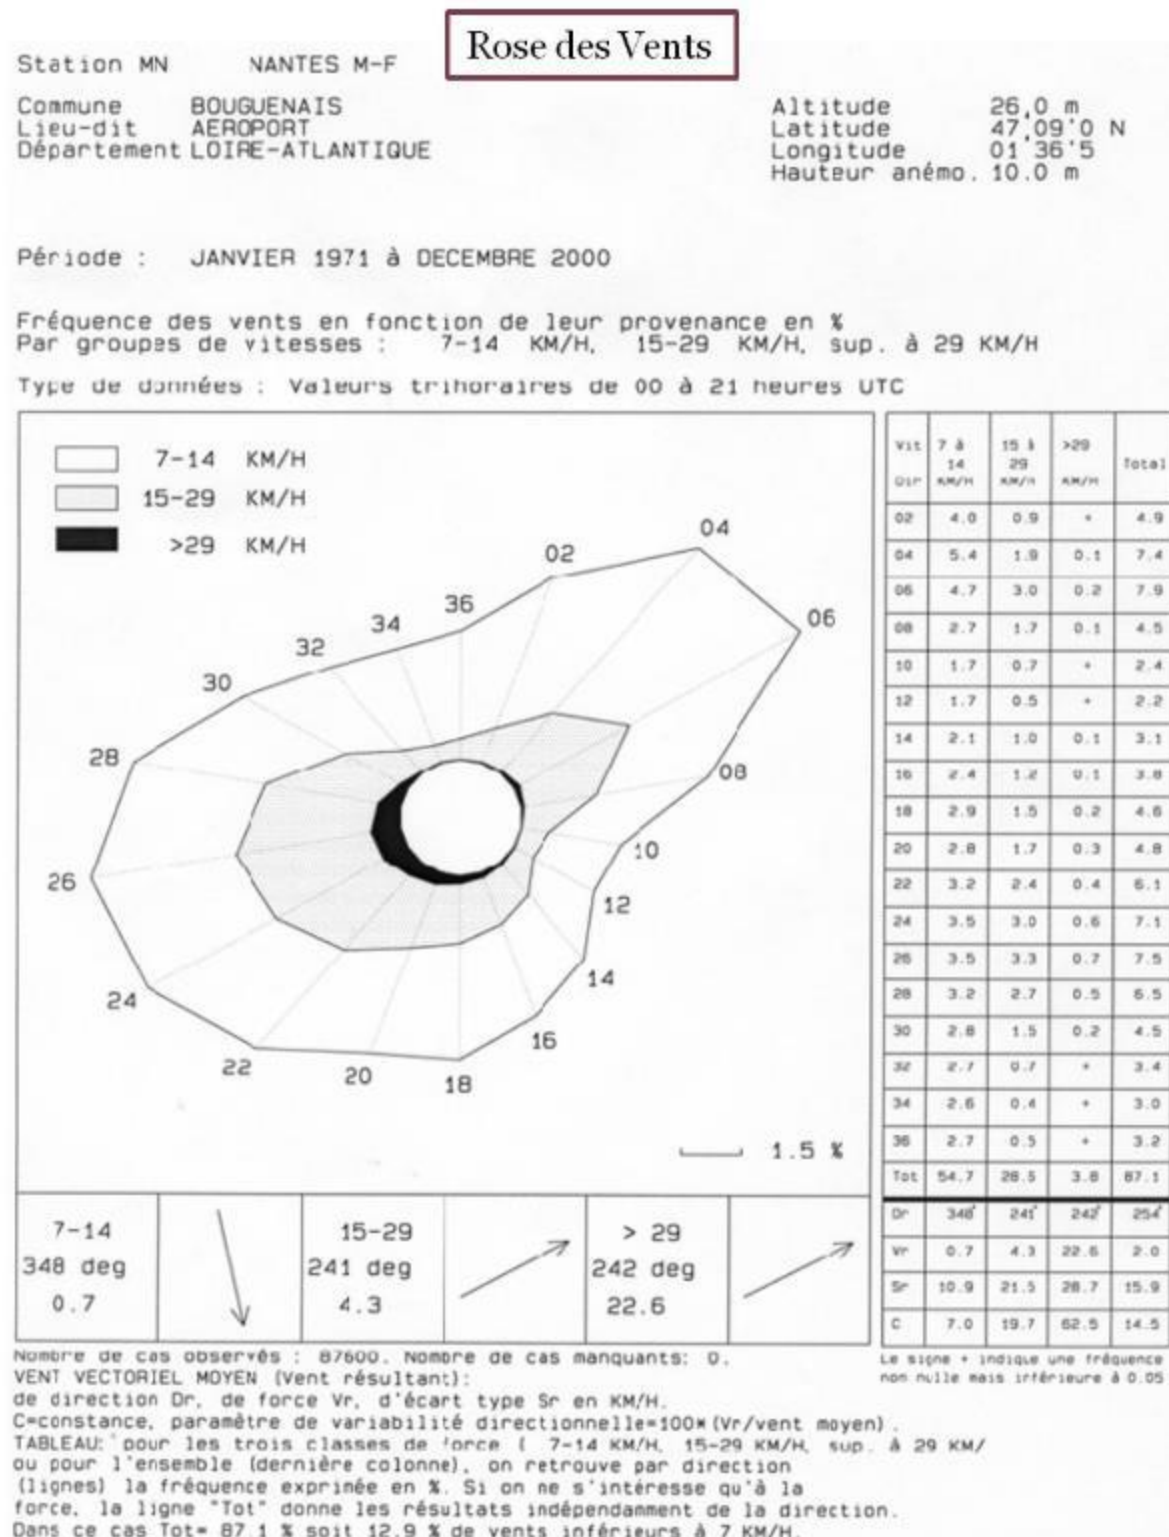 Rose des Vents
Station MN NANTES M-F
Commune BOUGUENAIS
Lieu-dit AEROPORT
Département LOIRE-ATLANTIQUE
Altitude 26.0 m
Latitude 47.09'0 N
Longitude 01 36'5
Hauteur anémo. 10.0 m
Période : JANVIER 1971 à DECEMBRE 2000
Fréquence des vents en fonction de leur provenance en %
Par groupes de vitesses : 7-14 KM/H, 15-29 KM/H, sup. à 29 KM/H
Type de données : Valeurs trihoraires de 00 à 21 heures UTC
7-14 KM/H
15-29 KM/H
>29 KM/H
04
02
36
06
34
32
30
28
08
10
26
12
14
24
16
22
20
18
1.5 %
Vit Dir 7 à 14 KM/H 15 à 29 KM/H >29 KM/H Total
02 4.0 0.9 + 4.9
04 5.4 1.9 0.1 7.4
06 4.7 3.0 0.2 7.9
08 2.7 1.7 0.1 4.5
10 1.7 0.7 + 2.4
12 1.7 0.5 + 2.2
14 2.1 1.0 0.1 3.1
16 2.4 1.2 0.1 3.8
18 2.9 1.5 0.2 4.6
20 2.8 1.7 0.3 4.8
22 3.2 2.4 0.4 6.1
24 3.5 3.0 0.6 7.1
26 3.5 3.3 0.7 7.5
28 3.2 2.7 0.5 6.5
30 2.8 1.5 0.2 4.5
32 2.7 0.7 + 3.4
34 2.6 0.4 + 3.0
36 2.7 0.5 + 3.2
Tot 54.7 28.5 3.8 87.1
Dr 348° 241° 242° 254°
Vr 0.7 4.3 22.6 2.0
Sr 10.9 21.5 28.7 15.9
C 7.0 19.7 62.5 14.5
7-14
348 deg
0.7
15-29
241 deg
4.3
> 29
242 deg
22.6
Le signe + indique une fréquence
non nulle mais inférieure à 0.05
Nombre de cas observés : 87600. Nombre de cas manquants: 0.
VENT VECTORIEL MOYEN (Vent résultant):
de direction Dr, de force Vr, d'écart type Sr en KM/H.
C=constance, paramètre de variabilité directionnelle=100*(Vr/vent moyen).
TABLEAU: pour les trois classes de force ( 7-14 KM/H, 15-29 KM/H, sup. à 29 KM/
ou pour l'ensemble (dernière colonne), on retrouve par direction
(lignes) la fréquence exprimée en %. Si on ne s'intéresse qu'à la
force, la ligne "Tot" donne les résultats indépendamment de la direction.
Dans ce cas Tot= 87.1 % soit 12.9 % de vents inférieurs à 7 KM/H.